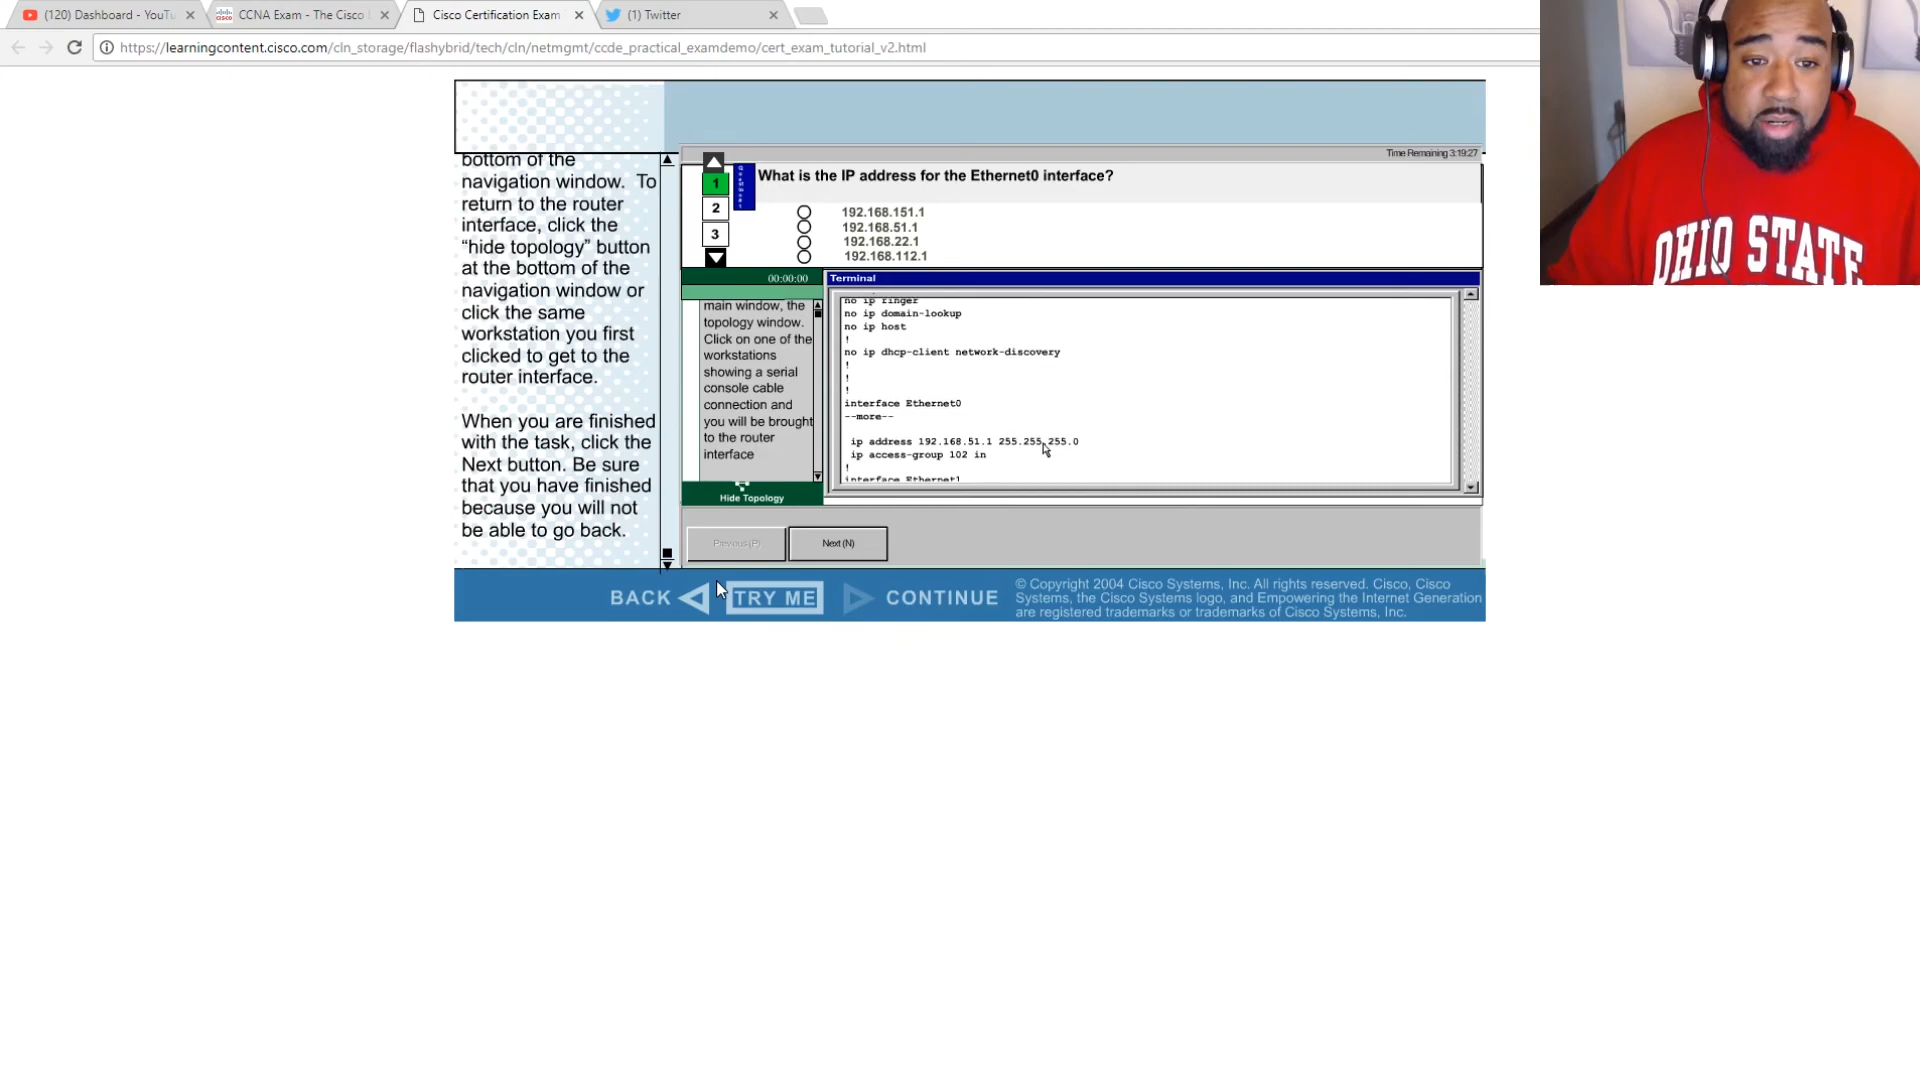 (120) Dashboard - YouTu
CCNA Exam - The Cisco
Cisco Certification Exam
(1) Twitter
https://learningcontent.cisco.com/cln_storage/flashybrid/tech/cln/netmgmt/ccde_practical_examdemo/cert_exam_tutorial_v2.html
bottom of the
navigation window. To
return to the router
interface, click the
“hide topology” button
at the bottom of the
navigation window or
click the same
workstation you first
clicked to get to the
router interface.
When you are finished
with the task, click the
Next button. Be sure
that you have finished
because you will not
be able to go back.
Time Remaining 3:19:27
1
2
3
What is the IP address for the Ethernet0 interface?
192.168.151.1
192.168.51.1
192.168.22.1
192.168.112.1
00:00:00
main window, the
topology window.
Click on one of the
workstations
showing a serial
console cable
connection and
you will be brought
to the router
interface
Hide Topology
Terminal
no ip finger
no ip domain-lookup
no ip host
!
no ip dhcp-client network-discovery
!
!
!
interface Ethernet0
--more--
ip address 192.168.51.1 255.255.255.0
ip access-group 102 in
!
interface Ethernet1
Previous (P)
Next (N)
BACK
TRY ME
CONTINUE
© Copyright 2004 Cisco Systems, Inc. All rights reserved. Cisco, Cisco
Systems, the Cisco Systems logo, and Empowering the Internet Generation
are registered trademarks or trademarks of Cisco Systems, Inc.
OHIO STATE